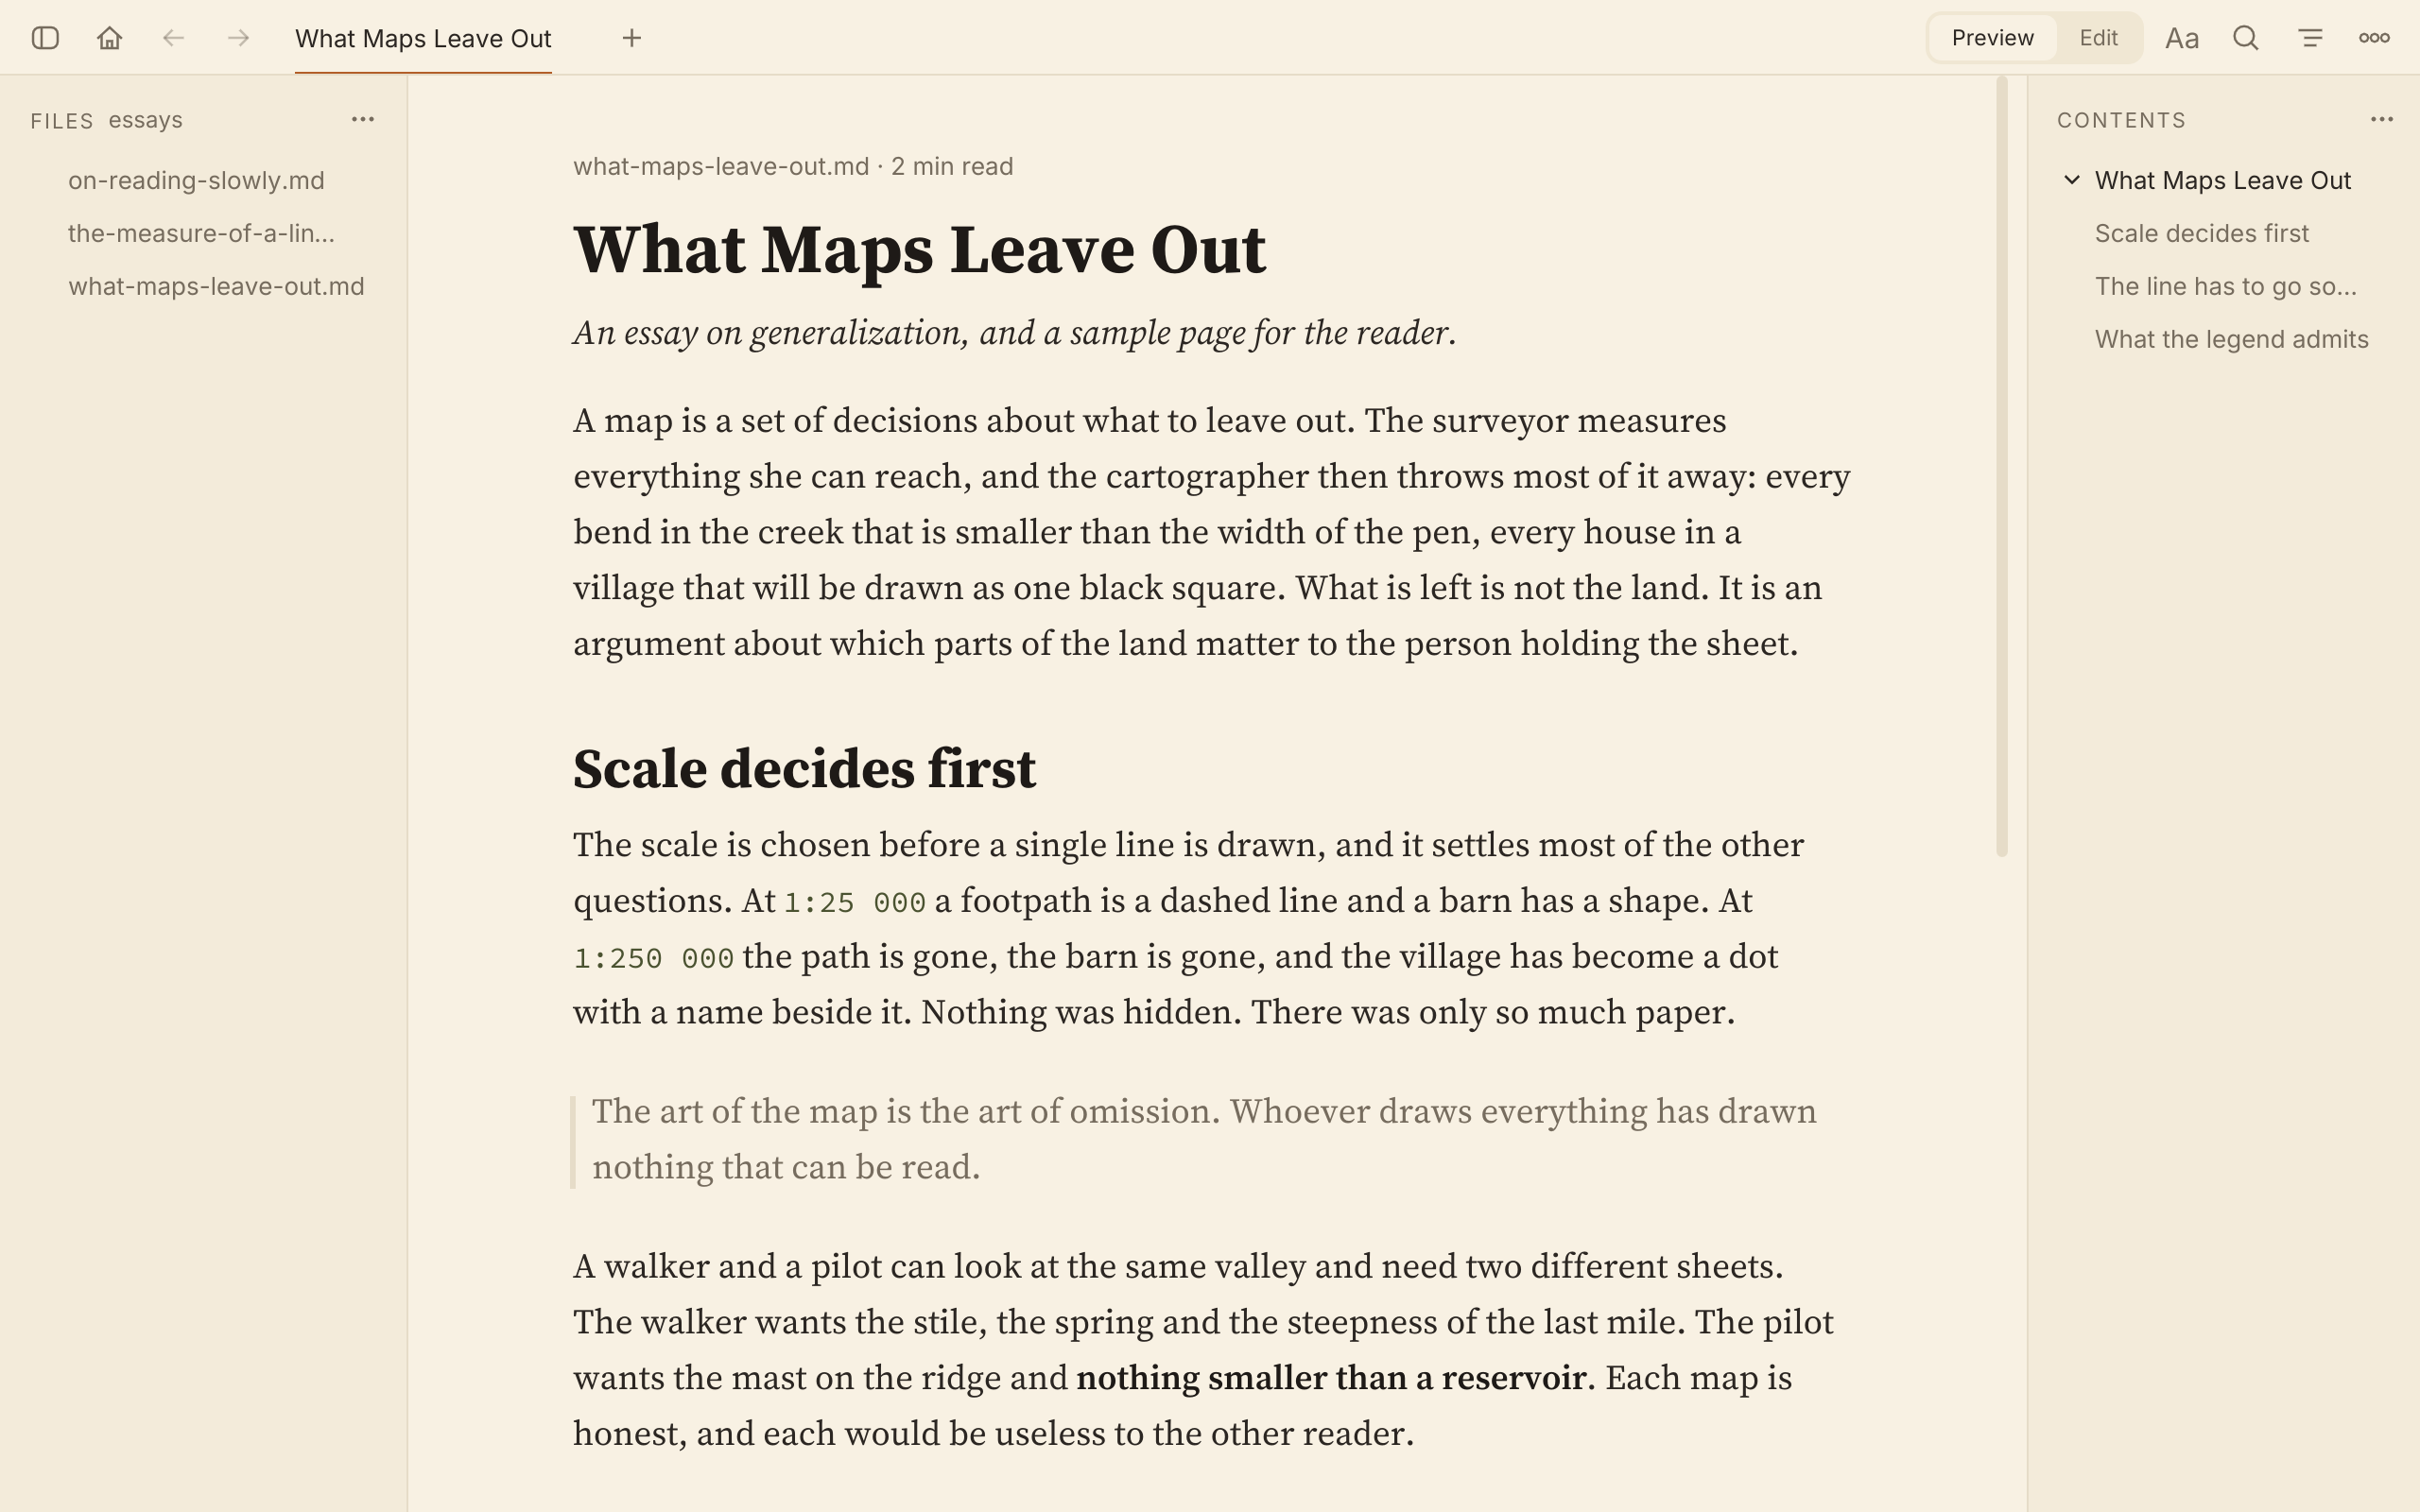 What Maps Leave Out
Preview
Edit
Aa
FILES essays
on-reading-slowly.md
the-measure-of-a-lin...
what-maps-leave-out.md
what-maps-leave-out.md · 2 min read
What Maps Leave Out
An essay on generalization, and a sample page for the reader.
A map is a set of decisions about what to leave out. The surveyor measures
everything she can reach, and the cartographer then throws most of it away: every
bend in the creek that is smaller than the width of the pen, every house in a
village that will be drawn as one black square. What is left is not the land. It is an
argument about which parts of the land matter to the person holding the sheet.
Scale decides first
The scale is chosen before a single line is drawn, and it settles most of the other
questions. At 1:25 000 a footpath is a dashed line and a barn has a shape. At
1:250 000 the path is gone, the barn is gone, and the village has become a dot
with a name beside it. Nothing was hidden. There was only so much paper.
The art of the map is the art of omission. Whoever draws everything has drawn
nothing that can be read.
A walker and a pilot can look at the same valley and need two different sheets.
The walker wants the stile, the spring and the steepness of the last mile. The pilot
wants the mast on the ridge and nothing smaller than a reservoir. Each map is
honest, and each would be useless to the other reader.
CONTENTS
What Maps Leave Out
Scale decides first
The line has to go so...
What the legend admits